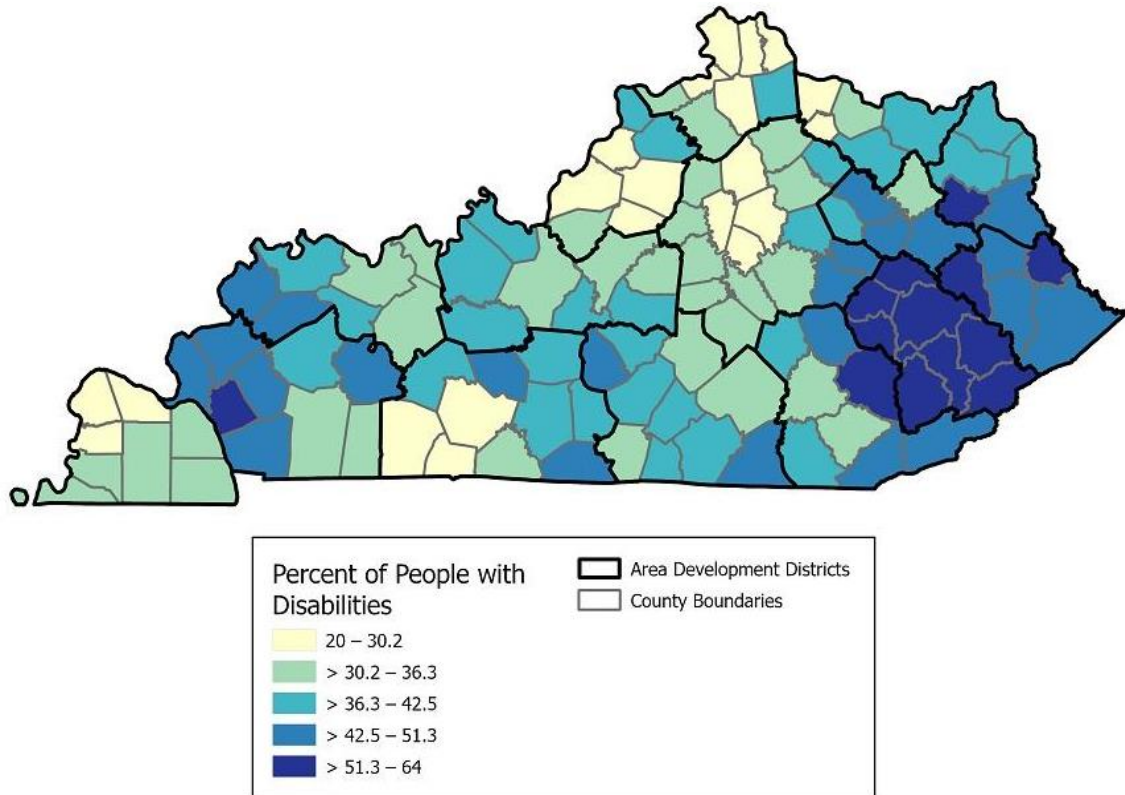 Percent of People with
Disabilities
20 – 30.2
> 30.2 – 36.3
> 36.3 – 42.5
> 42.5 – 51.3
> 51.3 – 64
Area Development Districts
County Boundaries